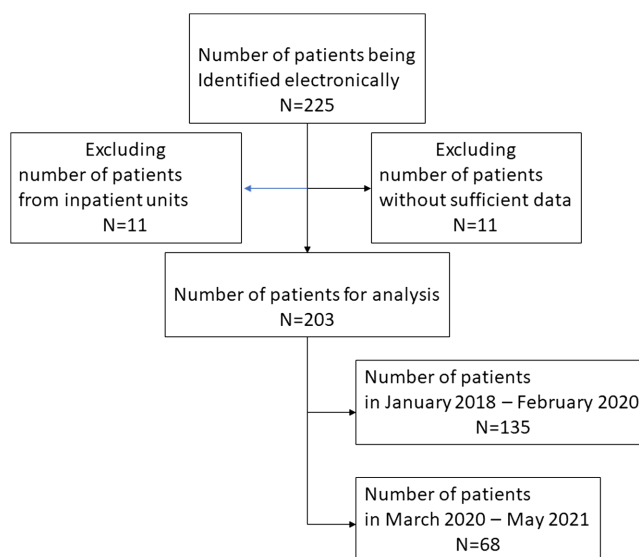 Number of patients being
Identified electronically
N=225
Excluding
number of patients
from inpatient units
N=11
Excluding
number of patients
without sufficient data
N=11
Number of patients for analysis
N=203
Number of patients
in January 2018 – February 2020
N=135
Number of patients
in March 2020 – May 2021
N=68